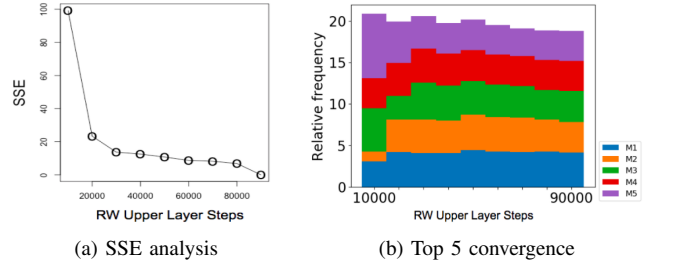 100
80
60
40
20
0
SSE
20000 40000 60000 80000
RW Upper Layer Steps
(a) SSE analysis
20
15
10
5
0
Relative frequency
10000 90000
RW Upper Layer Steps
M1
M2
M3
M4
M5
(b) Top 5 convergence